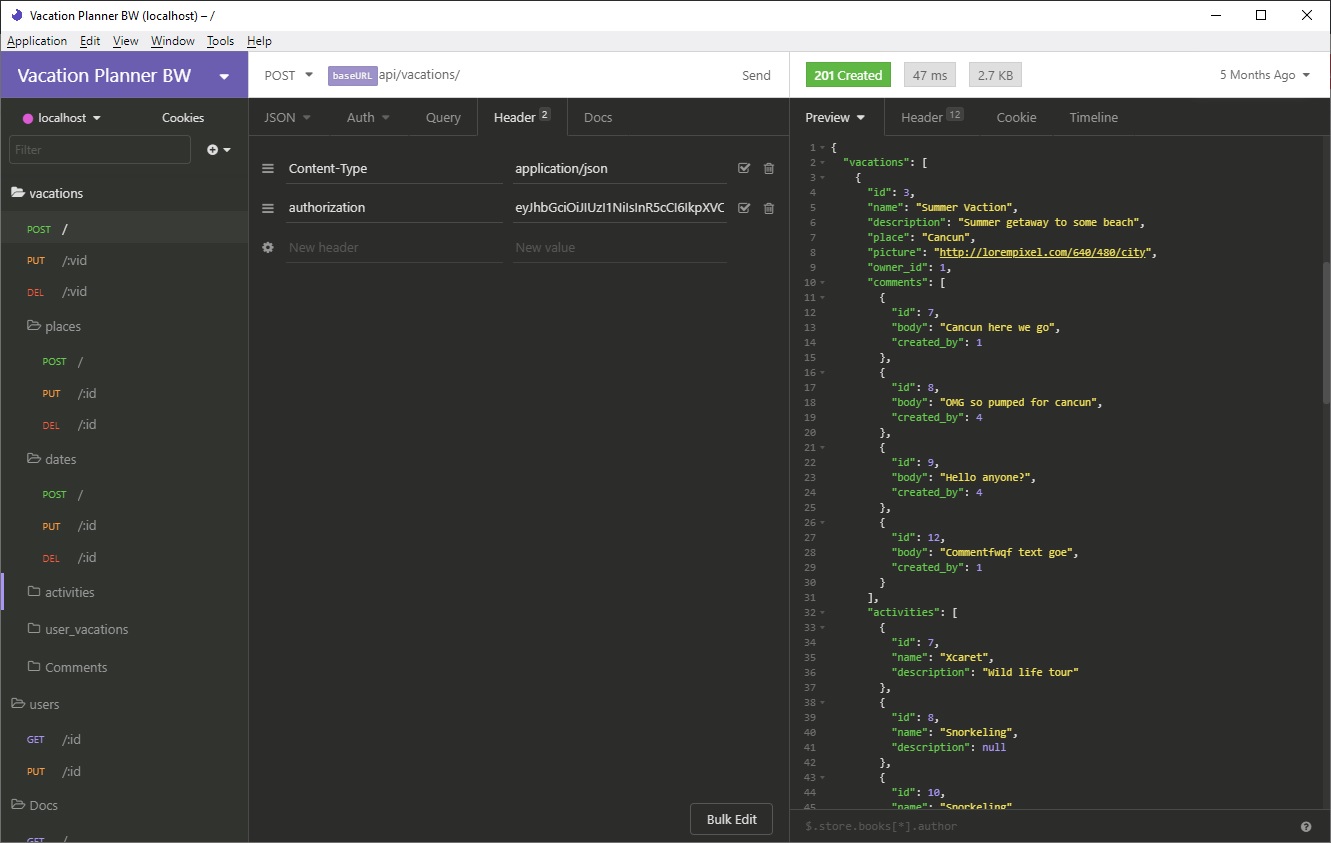 Vacation Planner BW (localhost) – /
Application Edit View Window Tools Help
Vacation Planner BW
POST baseURL api/vacations/ Send
201 Created 47 ms 2.7 KB 5 Months Ago
localhost Cookies
Filter
vacations
POST /
PUT /:vid
DEL /:vid
places
POST /
PUT /:id
DEL /:id
dates
POST /
PUT /:id
DEL /:id
activities
user_vacations
Comments
users
GET /:id
PUT /:id
Docs
GET /
JSON Auth Query Header 2 Docs
Content-Type application/json
authorization eyJhbGciOiJIUzI1NiIsInR5cCI6IkpXVC
New header New value
Bulk Edit
Preview Header 12 Cookie Timeline
1 {
2 "vacations": [
3 {
4 "id": 3,
5 "name": "Summer Vaction",
6 "description": "Summer getaway to some beach",
7 "place": "Cancun",
8 "picture": "http://lorempixel.com/640/480/city",
9 "owner_id": 1,
10 "comments": [
11 {
12 "id": 7,
13 "body": "Cancun here we go",
14 "created_by": 1
15 },
16 {
17 "id": 8,
18 "body": "OMG so pumped for cancun",
19 "created_by": 4
20 },
21 {
22 "id": 9,
23 "body": "Hello anyone?",
24 "created_by": 4
25 },
26 {
27 "id": 12,
28 "body": "Commentfwqf text goe",
29 "created_by": 1
30 }
31 ],
32 "activities": [
33 {
34 "id": 7,
35 "name": "Xcaret",
36 "description": "Wild life tour"
37 },
38 {
39 "id": 8,
40 "name": "Snorkeling",
41 "description": null
42 },
43 {
44 "id": 10,
45 "name": "Snorkeling"
$.store.books[*].author